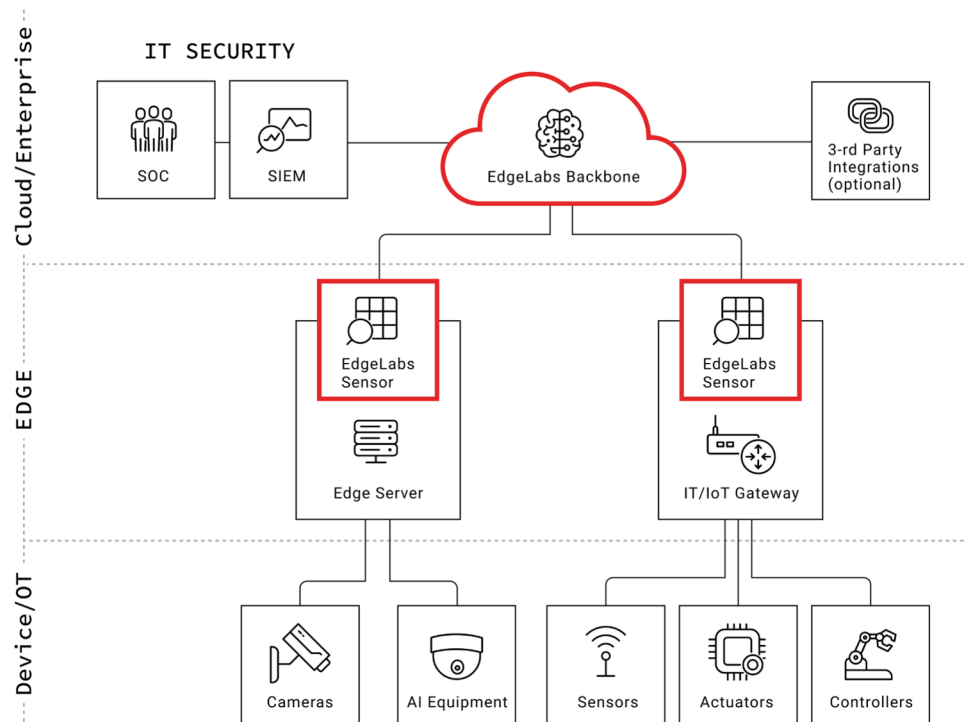 Cloud/Enterprise
IT SECURITY
SOC
SIEM
EdgeLabs Backbone
3-rd Party
Integrations
(optional)
EDGE
EdgeLabs
Sensor
Edge Server
EdgeLabs
Sensor
IT/IoT Gateway
Device/OT
Cameras
AI Equipment
Sensors
Actuators
Controllers